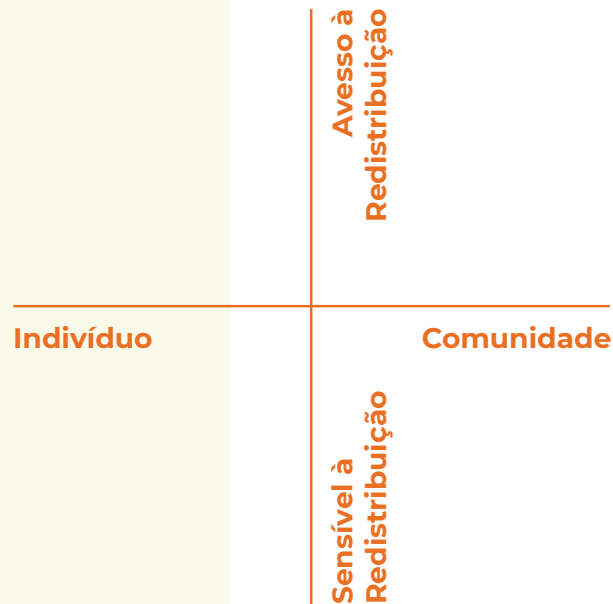 Avesso à
Redistribuição
Indivíduo
Comunidade
Sensível à
Redistribuição